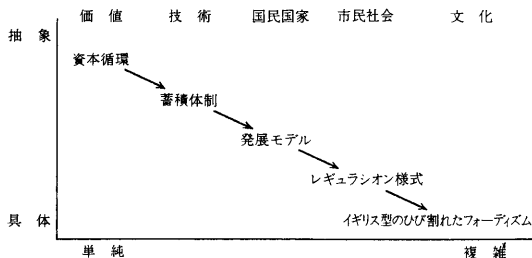 価値 技術 国民国家 市民社会 文化
抽象
資本循環
蓄積体制
発展モデル
レギュラシオン様式
具体 イギリス型のひび割れたフォーディズム
単純 複雑